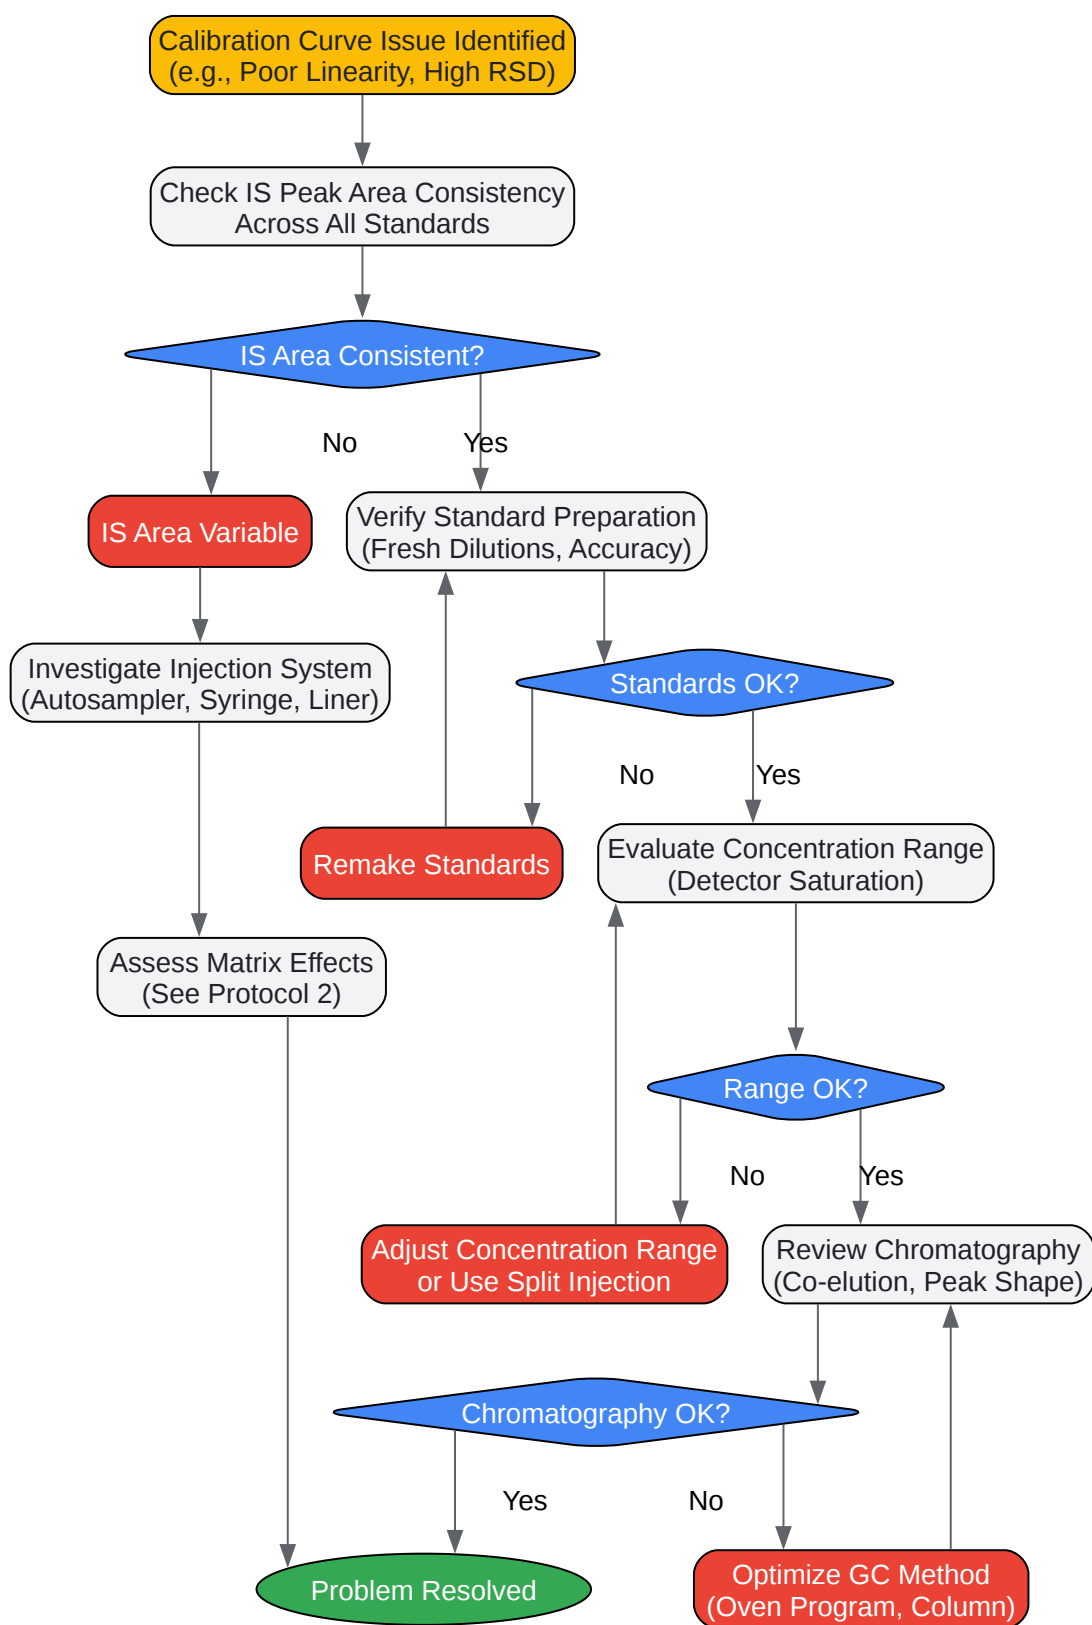 Calibration Curve Issue Identified
(e.g., Poor Linearity, High RSD)
Check IS Peak Area Consistency
Across All Standards
IS Area Consistent?
No
Yes
IS Area Variable
Verify Standard Preparation
(Fresh Dilutions, Accuracy)
Investigate Injection System
(Autosampler, Syringe, Liner)
Standards OK?
No
Yes
Remake Standards
Evaluate Concentration Range
(Detector Saturation)
Assess Matrix Effects
(See Protocol 2)
Range OK?
No
Yes
Adjust Concentration Range
or Use Split Injection
Review Chromatography
(Co-elution, Peak Shape)
Chromatography OK?
Yes
No
Problem Resolved
Optimize GC Method
(Oven Program, Column)